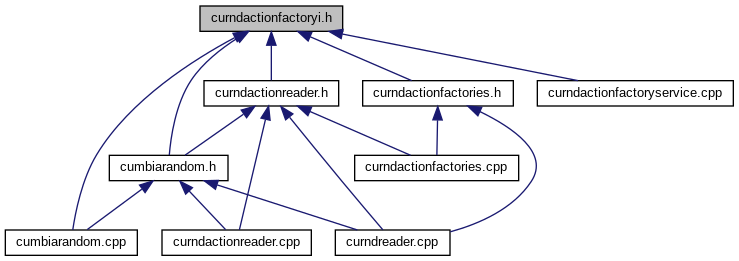 curndactionfactoryi.h
curndactionreader.h
curndactionfactories.h
curndactionfactoryservice.cpp
cumbiarandom.h
curndactionfactories.cpp
cumbiarandom.cpp
curndactionreader.cpp
curndreader.cpp